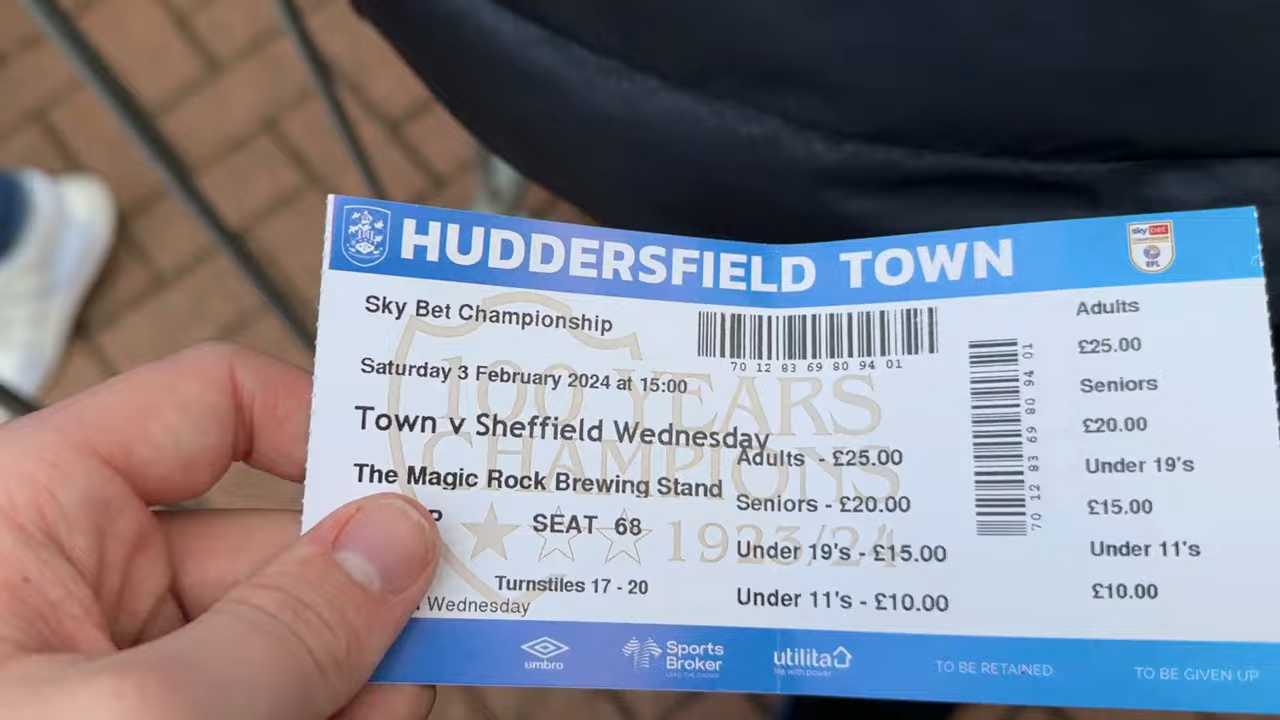 HUDDERSFIELD TOWN
sky bet
CHAMPIONSHIP
EFL
Sky Bet Championship
Saturday 3 February 2024 at 15:00
Town v Sheffield Wednesday
The Magic Rock Brewing Stand
SEAT 68
Turnstiles 17 - 20
Wednesday
70 12 83 69 80 94 01
Adults - £25.00
Seniors - £20.00
Under 19's - £15.00
Under 11's - £10.00
100 YEARS
CHAMPIONS
1923/24
70 12 83 69 80 94 01
Adults
£25.00
Seniors
£20.00
Under 19's
£15.00
Under 11's
£10.00
umbro
Sports
Broker
utilita
TO BE RETAINED
TO BE GIVEN UP